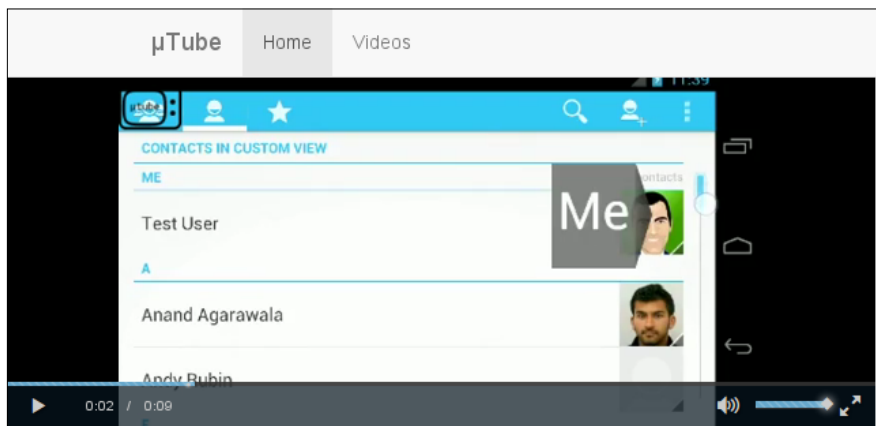 µTube Home Videos
11:39
µtube :
CONTACTS IN CUSTOM VIEW
ME
contacts
Me
Test User
A
Anand Agarawala
Andy Rubin
0:02 / 0:09